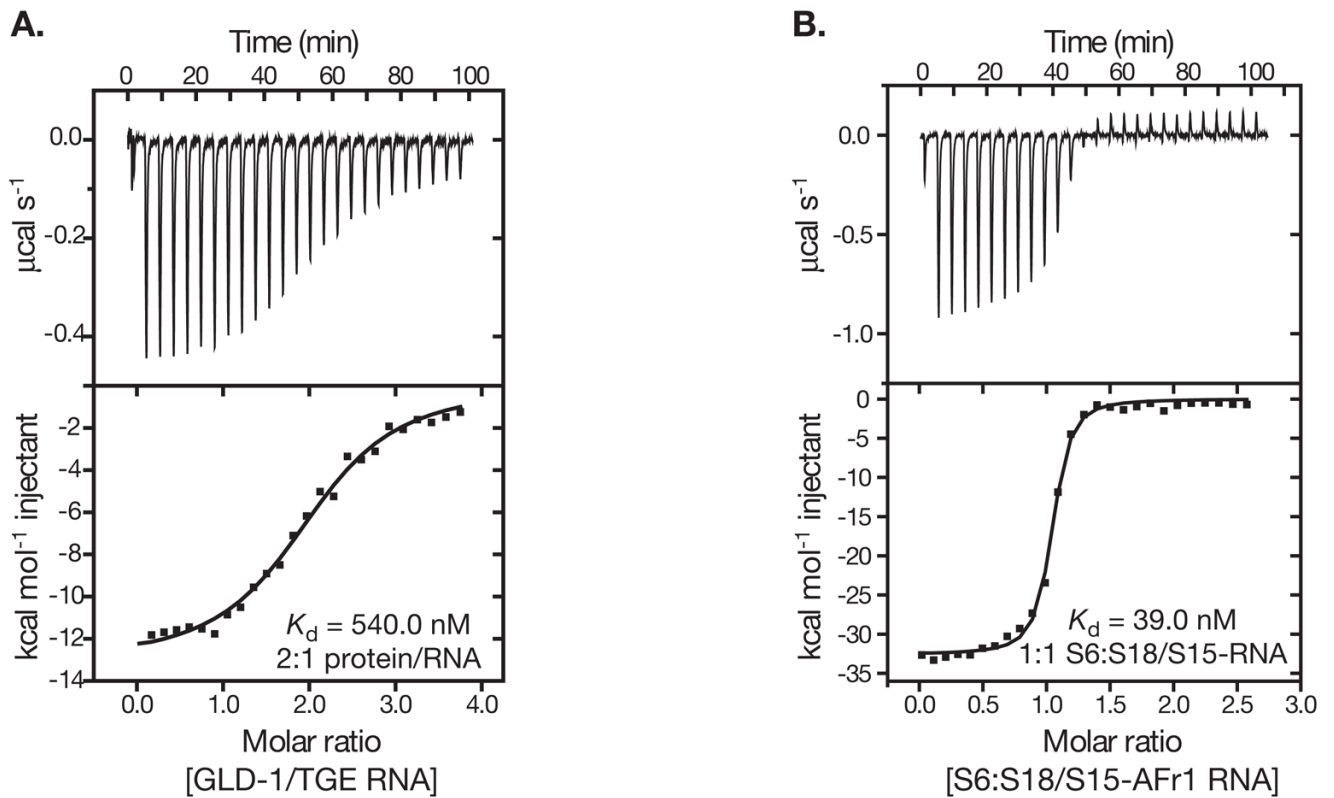 A.
Time (min)
0 20 40 60 80 100
0.0
-0.2
-0.4
µcal s⁻¹
-2
-4
-6
-8
-10
-12
-14
kcal mol⁻¹ injectant
K_d = 540.0 nM
2:1 protein/RNA
0.0 1.0 2.0 3.0 4.0
Molar ratio
[GLD-1/TGE RNA]
B.
Time (min)
0 20 40 60 80 100
0.0
-0.5
-1.0
µcal s⁻¹
0
-5
-10
-15
-20
-25
-30
-35
kcal mol⁻¹ injectant
K_d = 39.0 nM
1:1 S6:S18/S15-RNA
0.0 0.5 1.0 1.5 2.0 2.5 3.0
Molar ratio
[S6:S18/S15-AFr1 RNA]